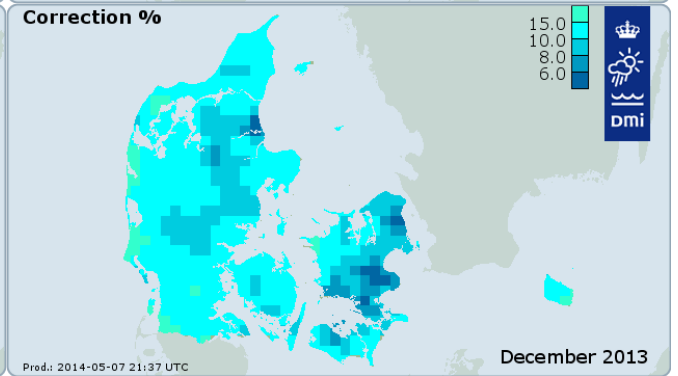 Correction %
15.0
10.0
8.0
6.0
DMi
Prod.: 2014-05-07 21:37 UTC
December 2013